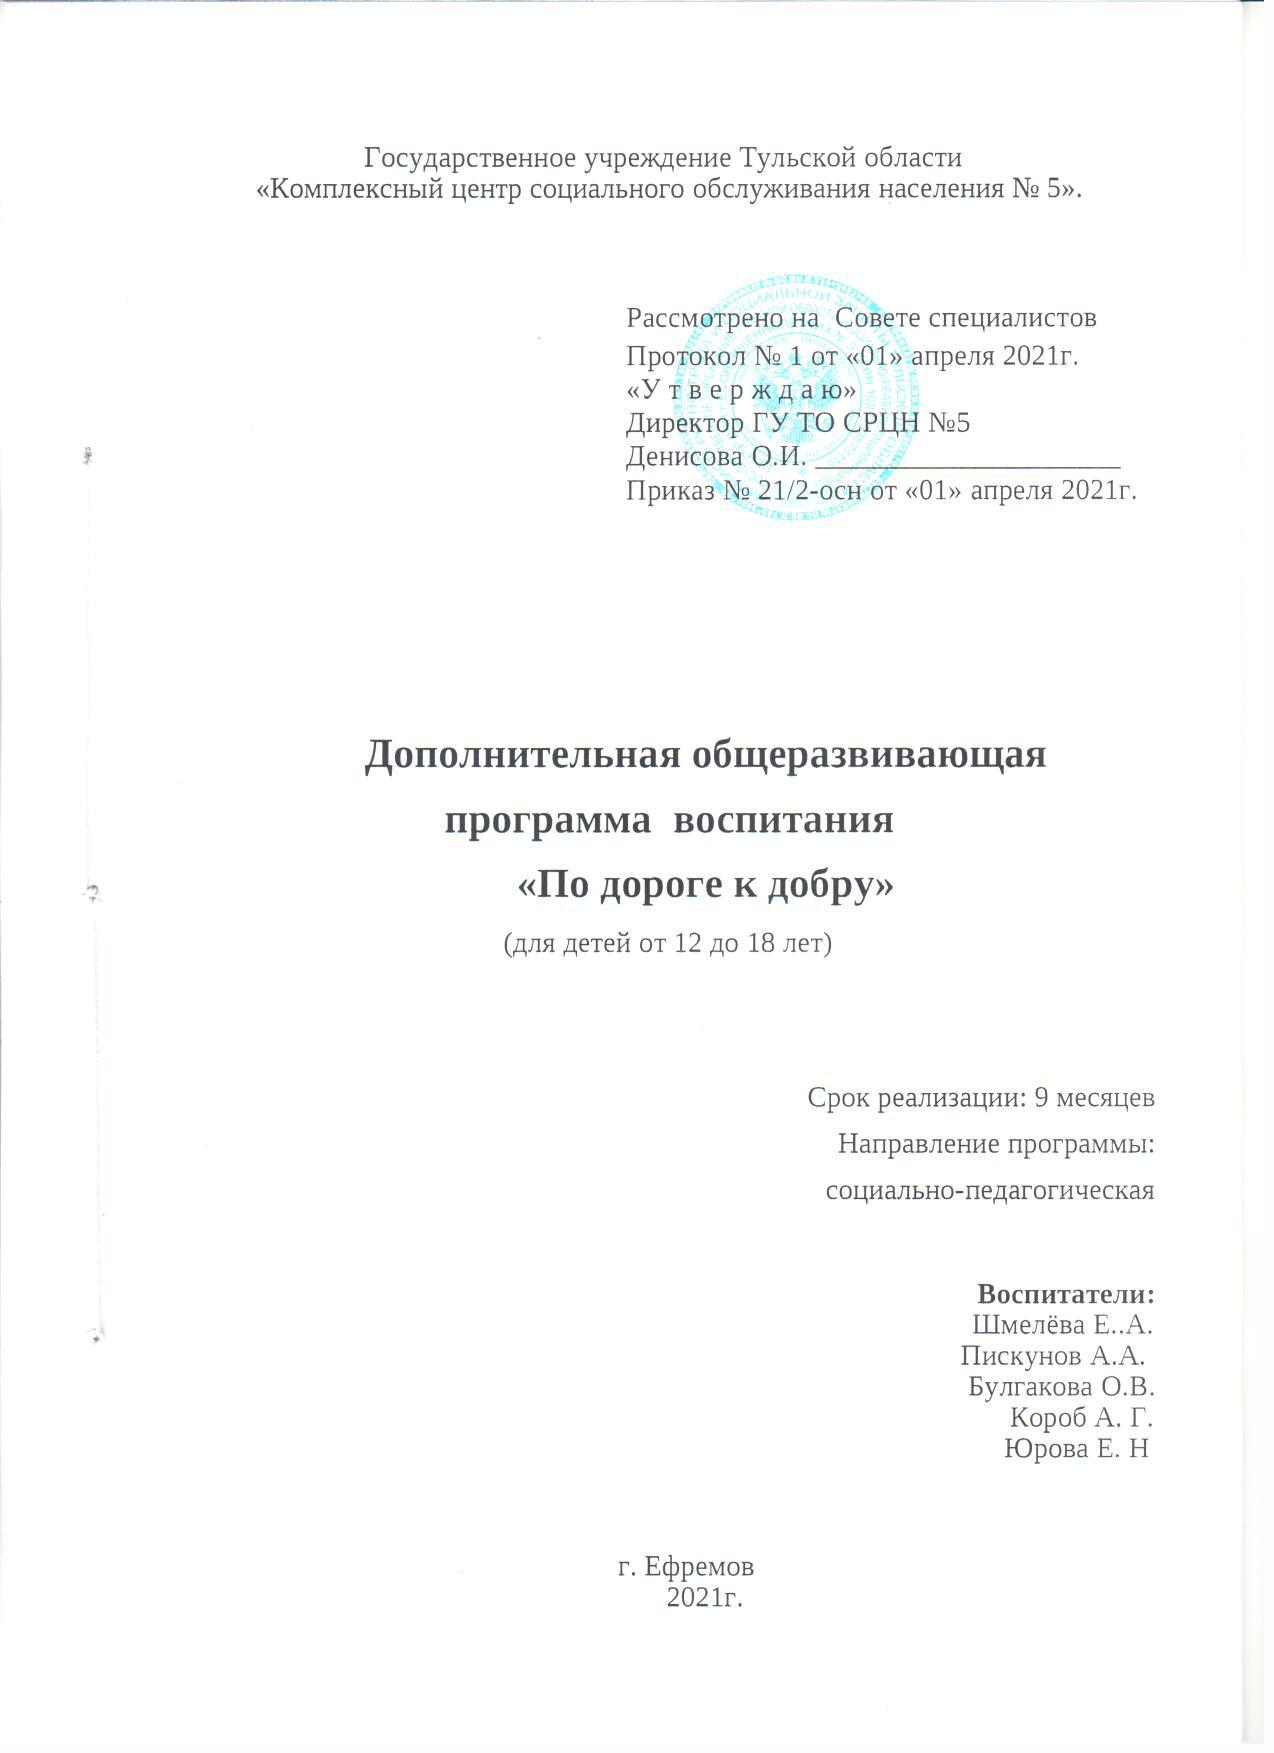 Государственное учреждение Тульской области
«Комплексный центр социального обслуживания населения № 5».
Рассмотрено на Совете специалистов
Протокол № 1 от «01» апреля 2021г.
«У т в е р ж д а ю»
Директор ГУ ТО СРЦН №5
Денисова О.И. ______________________
Приказ № 21/2-осн от «01» апреля 2021г.
Дополнительная общеразвивающая
программа воспитания
«По дороге к добру»
(для детей от 12 до 18 лет)
Срок реализации: 9 месяцев
Направление программы:
социально-педагогическая
Воспитатели:
Шмелёва Е..А.
Пискунов А.А.
Булгакова О.В.
Короб А. Г.
Юрова Е. Н
г. Ефремов
2021г.